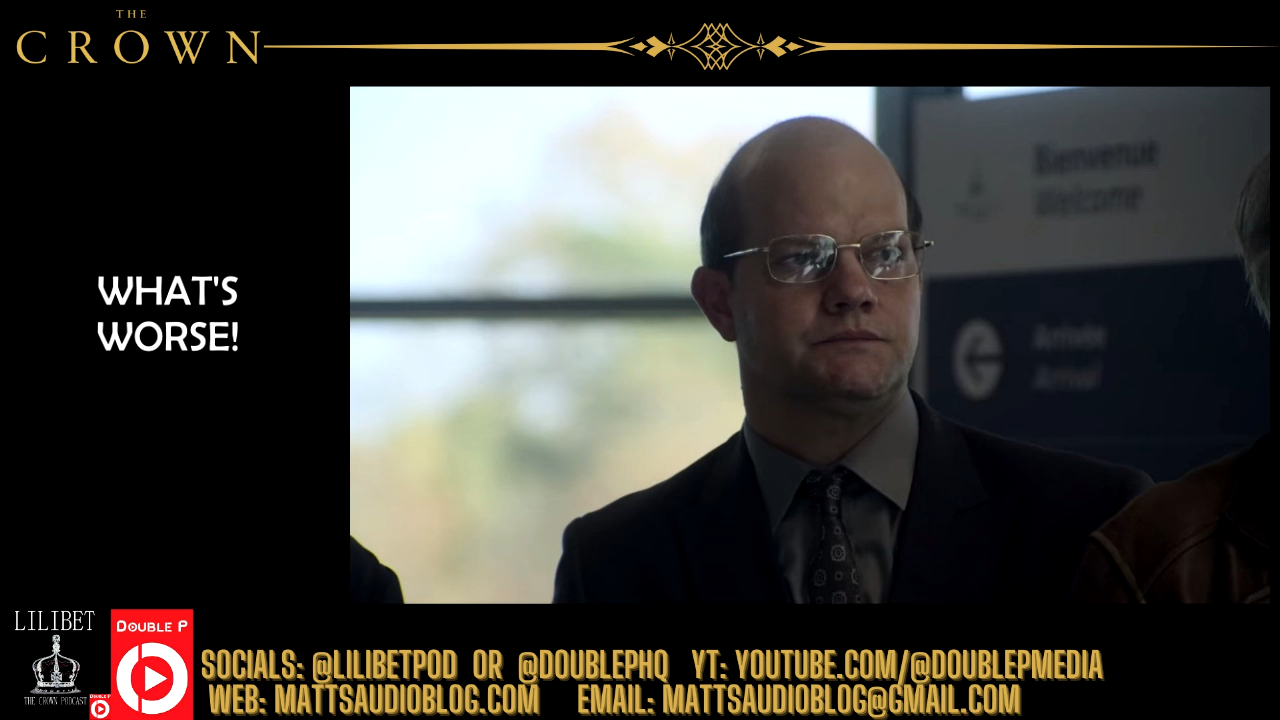 THE
CROWN
Bienvenue
Welcome
WHAT'S
WORSE!
Arrivée
Arrival
LILIBET
THE CROWN PODCAST
DOUBLE P
DOUBLE P
SOCIALS: @LILIBETPOD OR @DOUBLEPHQ YT: YOUTUBE.COM/@DOUBLEPMEDIA
WEB: MATTSAUDIOBLOG.COM EMAIL: MATTSAUDIOBLOG@GMAIL.COM